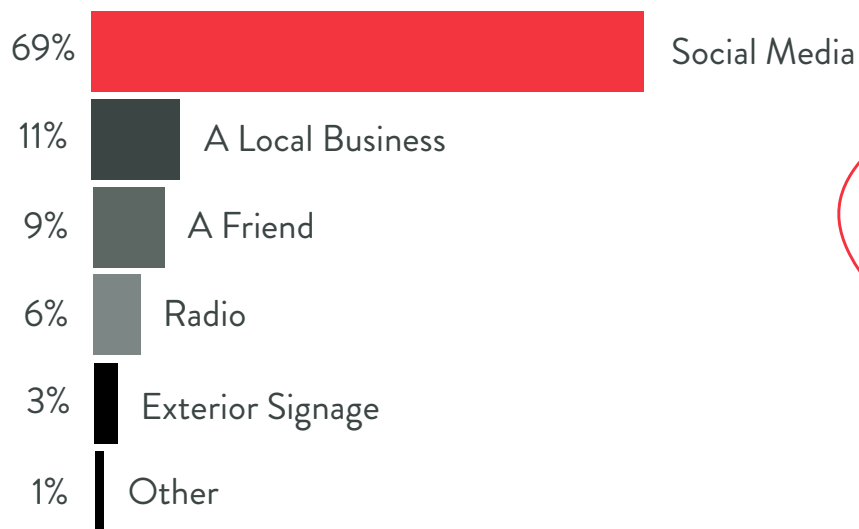 69% Social Media
11% A Local Business
9% A Friend
6% Radio
3% Exterior Signage
1% Other